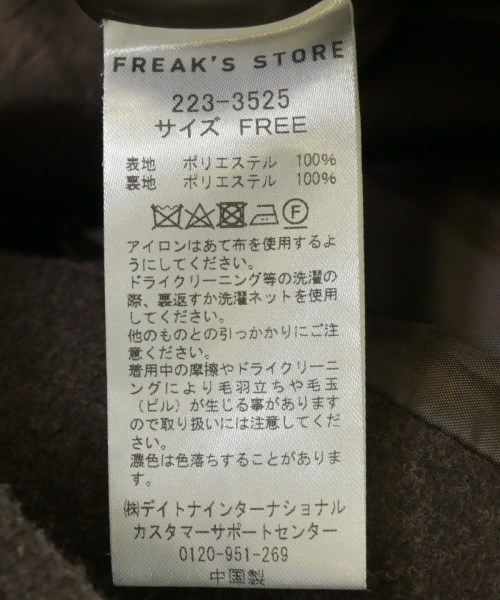 FREAK'S STORE
223-3525
サイズ FREE
表地 ポリエステル 100%
裏地 ポリエステル 100%
F
アイロンはあて布を使用するよ
うにしてください。
ドライクリーニング等の洗濯の
際、裏返すか洗濯ネットを使用
してください。
他のものとの引っかかりにご注
意ください。
着用中の摩擦やドライクリーニ
ングにより毛羽立ちや毛玉
(ピル)が生じる事があります
ので取り扱いには注意してくだ
さい。
濃色は色落ちすることがありま
す。
㈱デイトナインターナショナル
カスタマーサポートセンター
0120-951-269
中国製